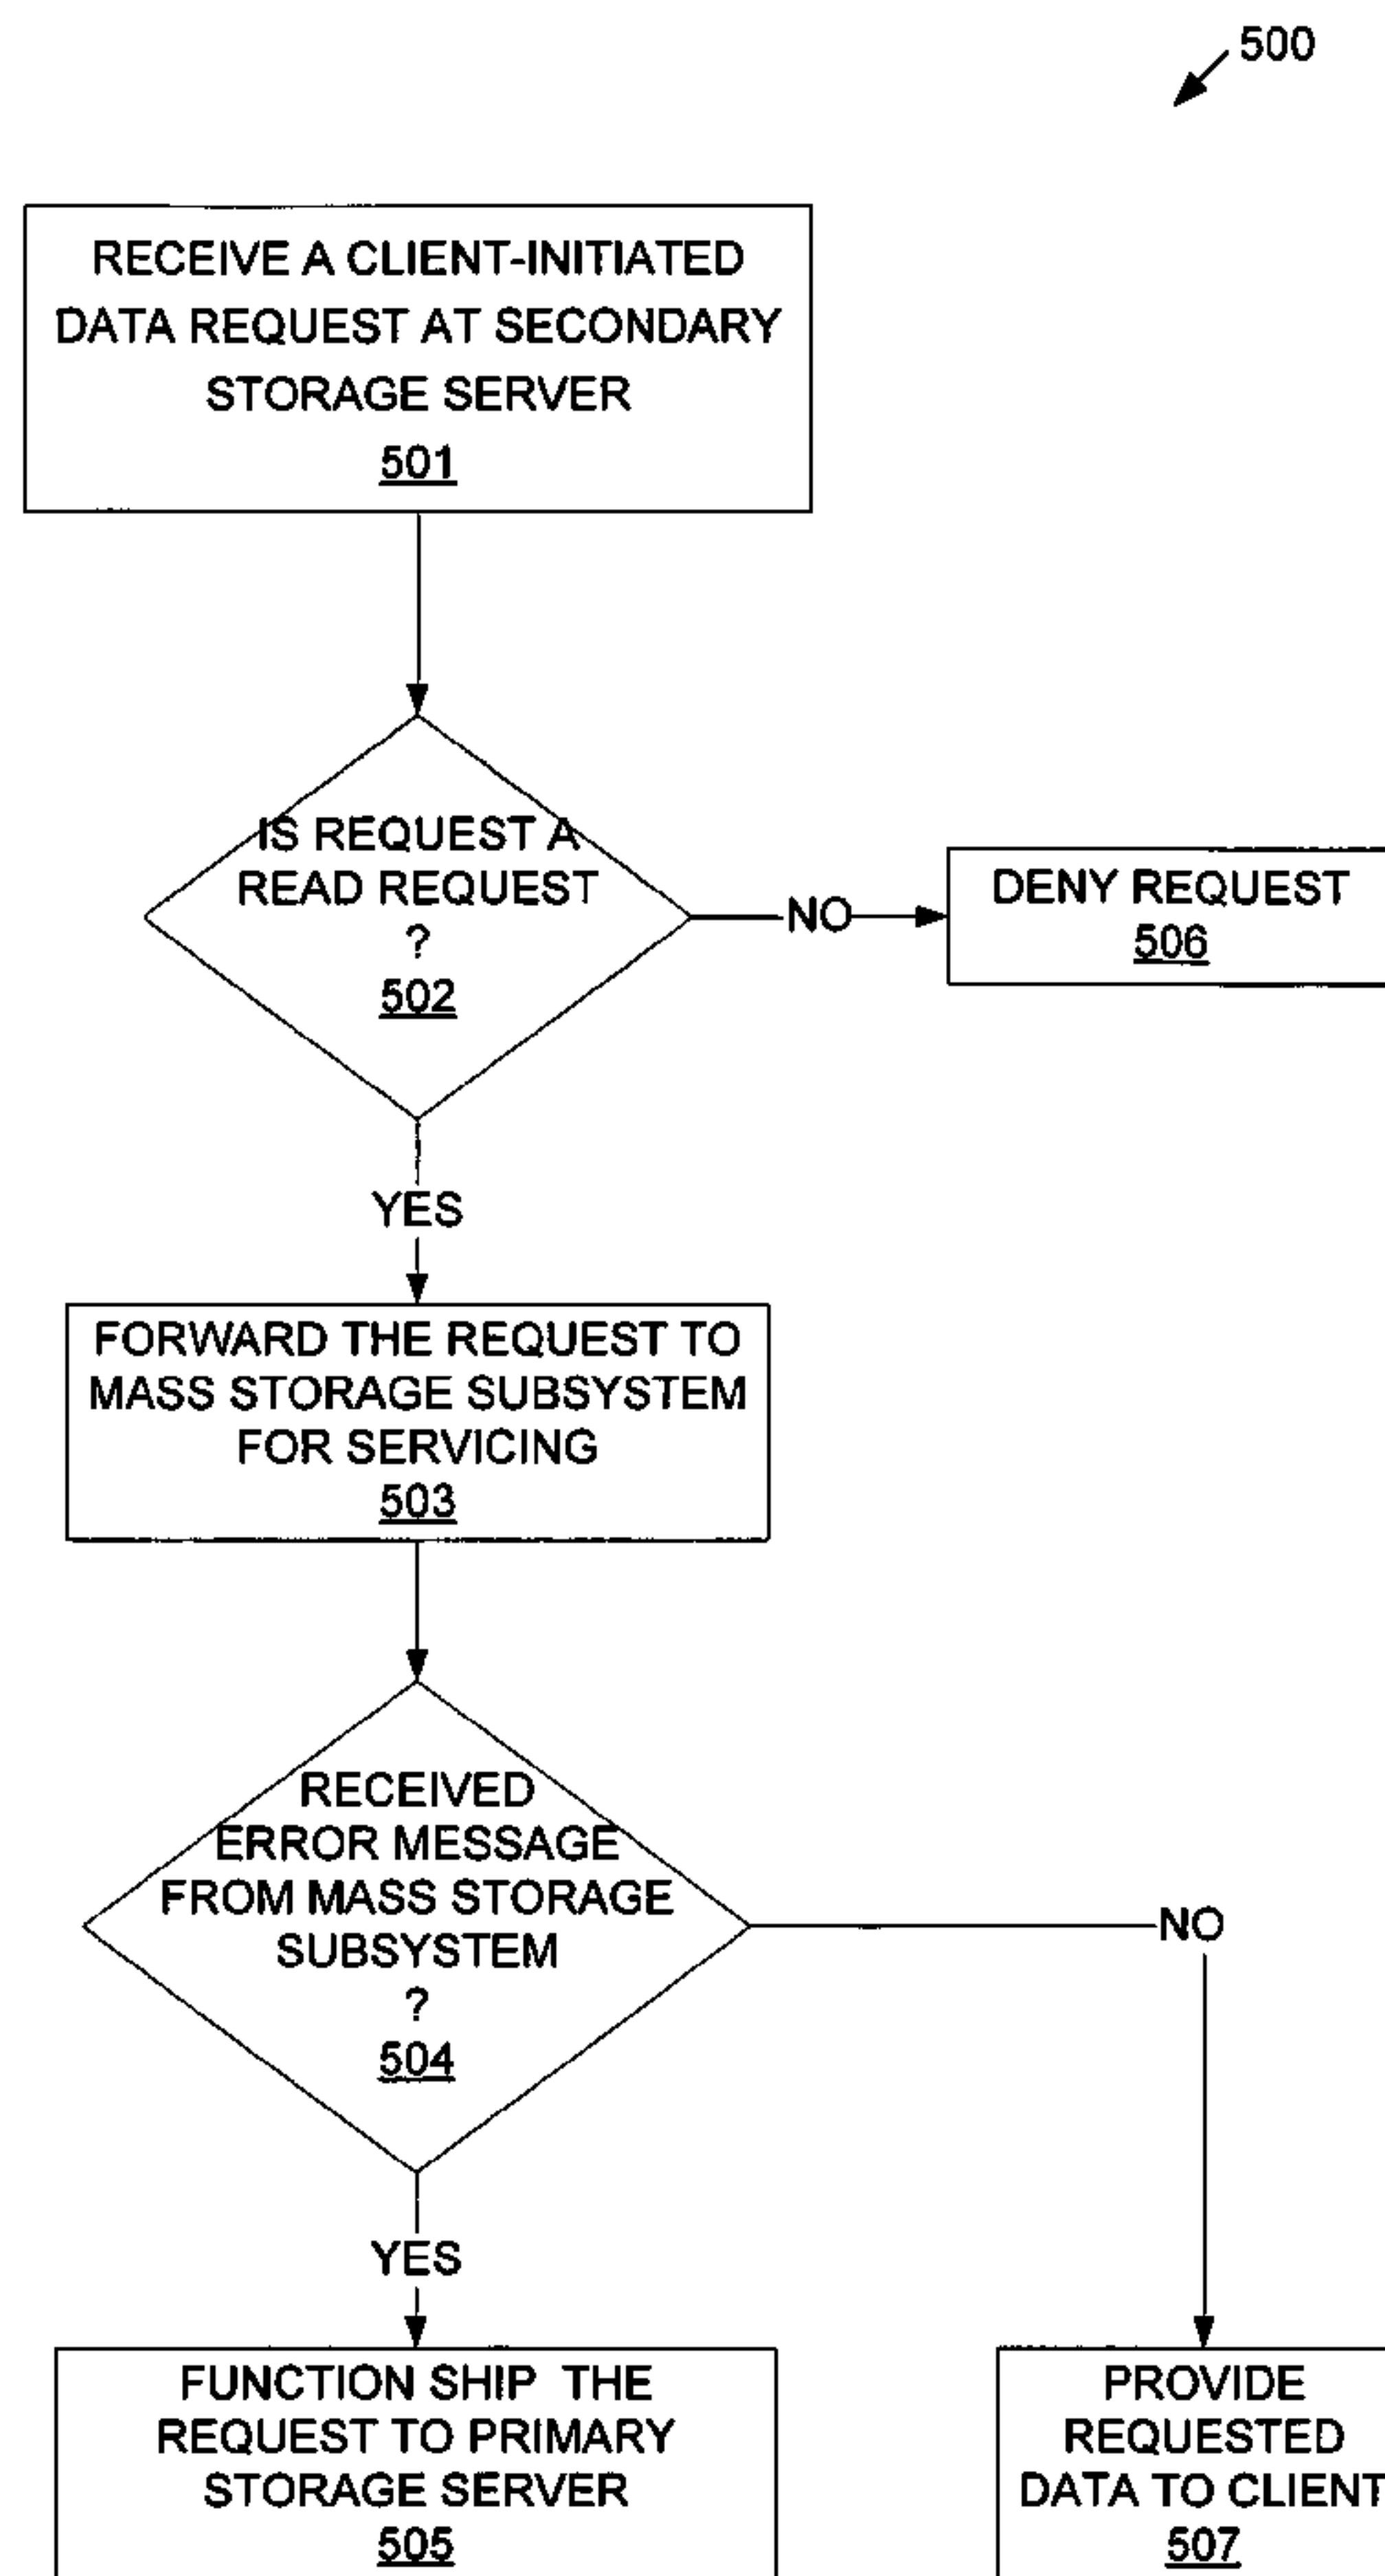 500
RECEIVE A CLIENT-INITIATED
DATA REQUEST AT SECONDARY
STORAGE SERVER
501
IS REQUEST A
READ REQUEST
?
502
NO
DENY REQUEST
506
YES
FORWARD THE REQUEST TO
MASS STORAGE SUBSYSTEM
FOR SERVICING
503
RECEIVED
ERROR MESSAGE
FROM MASS STORAGE
SUBSYSTEM
?
504
NO
YES
FUNCTION SHIP THE
REQUEST TO PRIMARY
STORAGE SERVER
505
PROVIDE
REQUESTED
DATA TO CLIENT
507